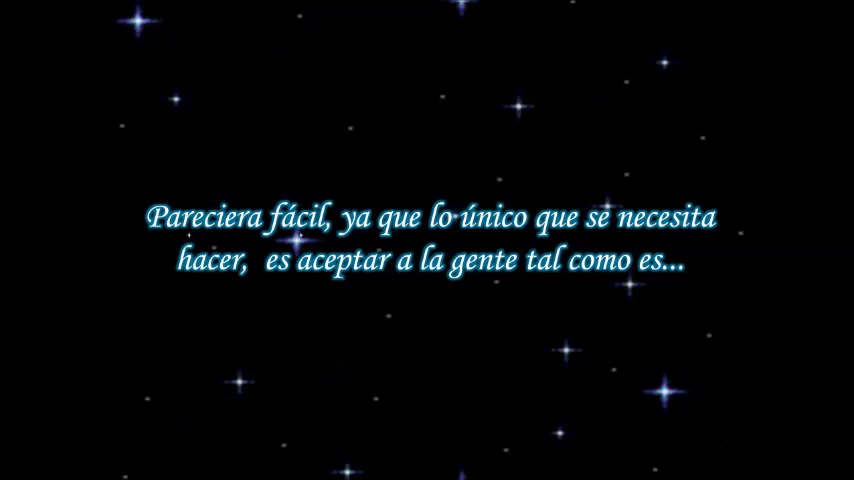 Pareciera fácil, ya que lo único que se necesita
hacer,  es aceptar a la gente tal como es...